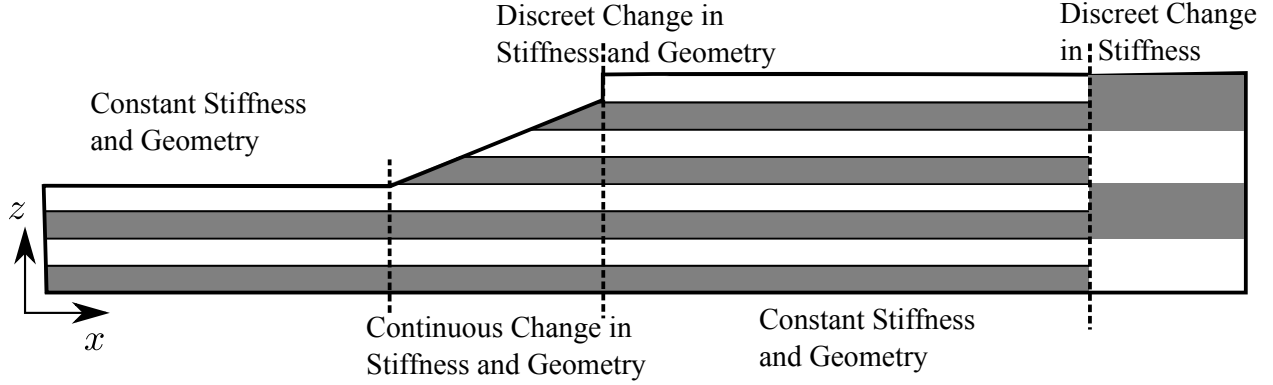 Discreet Change in
Stiffness and Geometry
Discreet Change
in Stiffness
Constant Stiffness
and Geometry
z
x
Continuous Change in
Stiffness and Geometry
Constant Stiffness
and Geometry